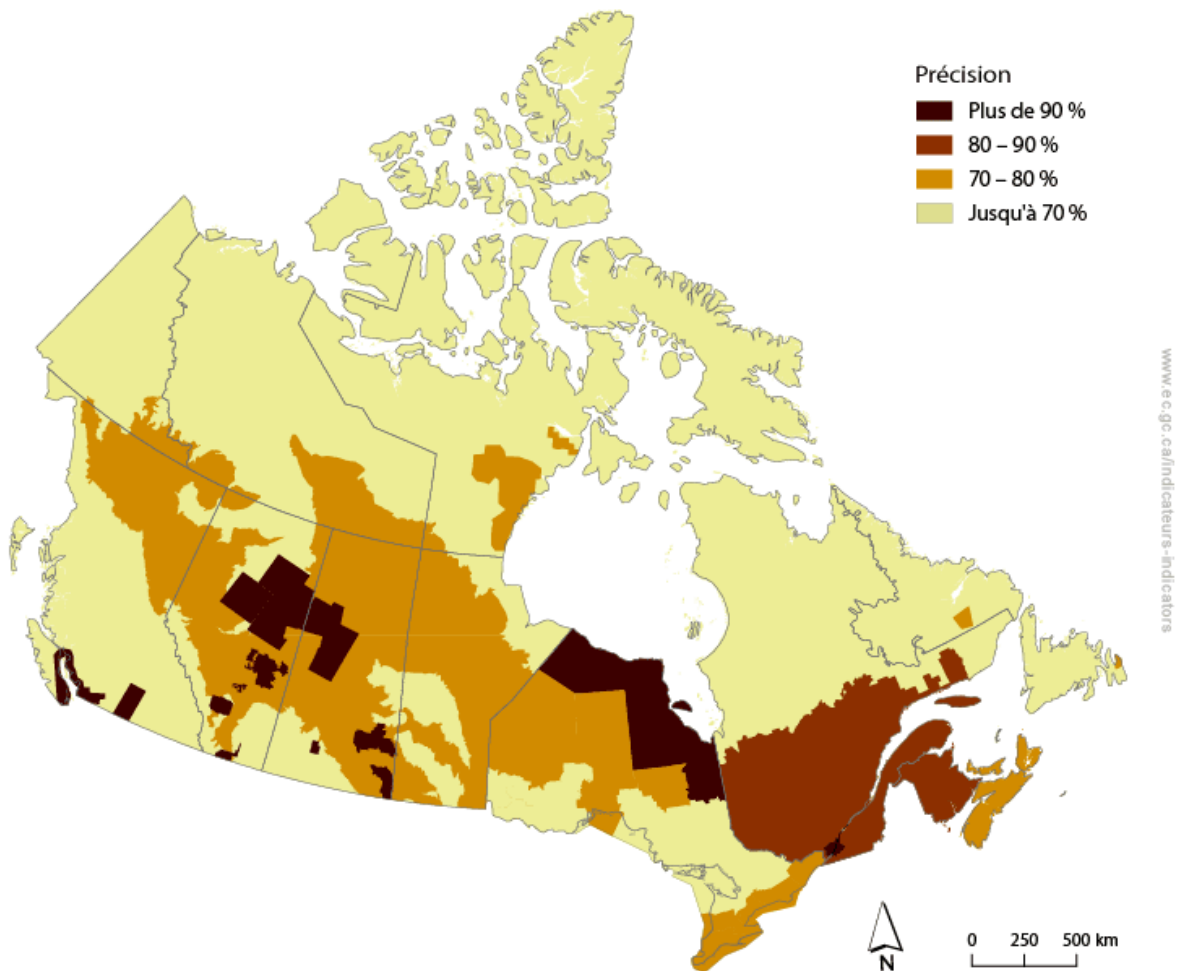 Précision
Plus de 90 %
80 – 90 %
70 – 80 %
Jusqu'à 70 %
www.ec.gc.ca/indicateurs-indicators
N
0 250 500 km